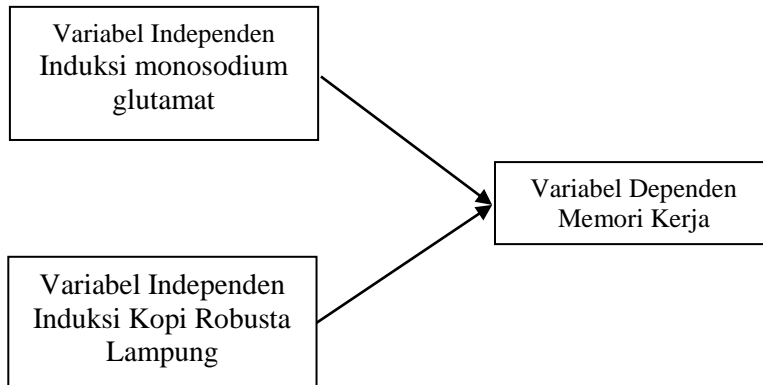 Variabel Independen
Induksi monosodium
glutamat
Variabel Dependen
Memori Kerja
Variabel Independen
Induksi Kopi Robusta
Lampung